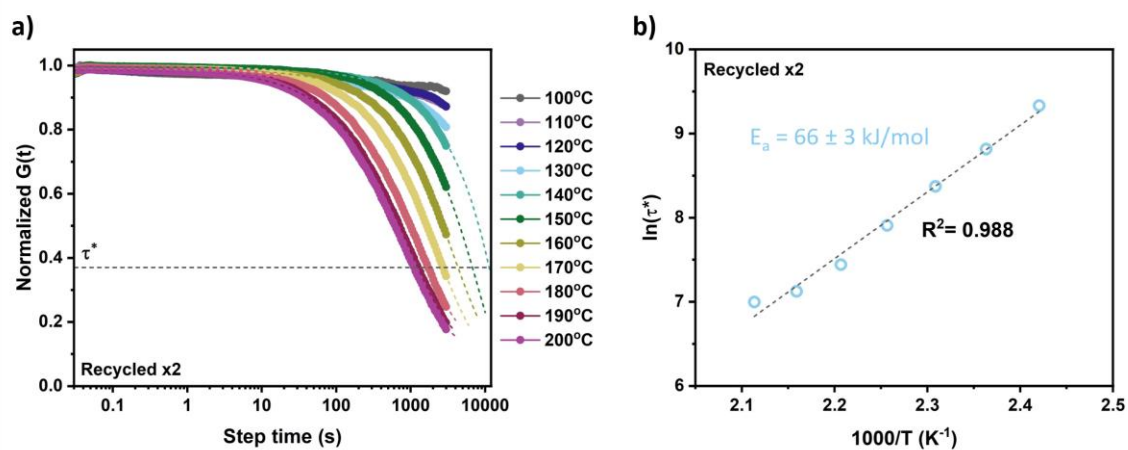 a)
Normalized G(t)
1.0
0.8
0.6
0.4
0.2
0.0
τ*
Recycled x2
0.1
1
10
100
1000
10000
Step time (s)
100°C
110°C
120°C
130°C
140°C
150°C
160°C
170°C
180°C
190°C
200°C
b)
ln(τ*)
10
9
8
7
6
Recycled x2
Eₐ = 66 ± 3 kJ/mol
R²= 0.988
2.1
2.2
2.3
2.4
2.5
1000/T (K⁻¹)